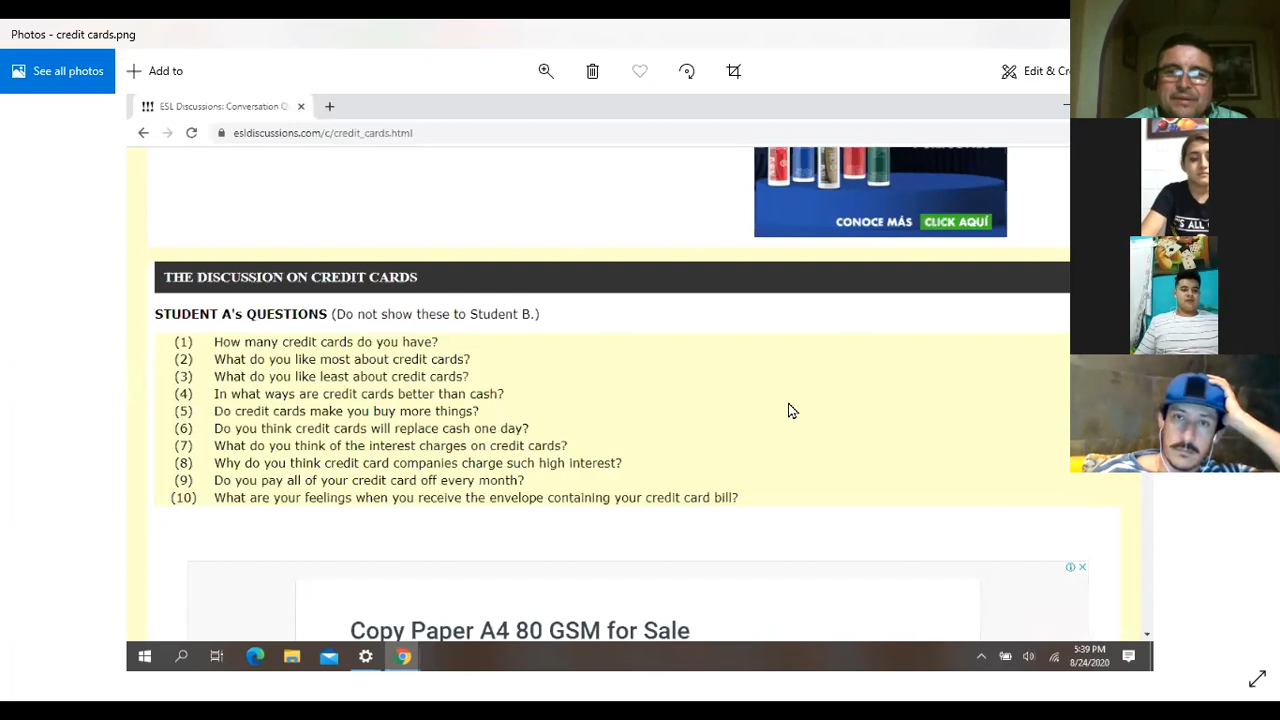 Photos - credit cards.png
See all photos
Add to
Edit & Cr
ESL Discussions: Conversation Q
esldiscussions.com/c/credit_cards.html
CONOCE MÁS CLICK AQUÍ
THE DISCUSSION ON CREDIT CARDS
STUDENT A's QUESTIONS (Do not show these to Student B.)
(1) How many credit cards do you have?
(2) What do you like most about credit cards?
(3) What do you like least about credit cards?
(4) In what ways are credit cards better than cash?
(5) Do credit cards make you buy more things?
(6) Do you think credit cards will replace cash one day?
(7) What do you think of the interest charges on credit cards?
(8) Why do you think credit card companies charge such high interest?
(9) Do you pay all of your credit card off every month?
(10) What are your feelings when you receive the envelope containing your credit card bill?
Copy Paper A4 80 GSM for Sale
5:39 PM
8/24/2020